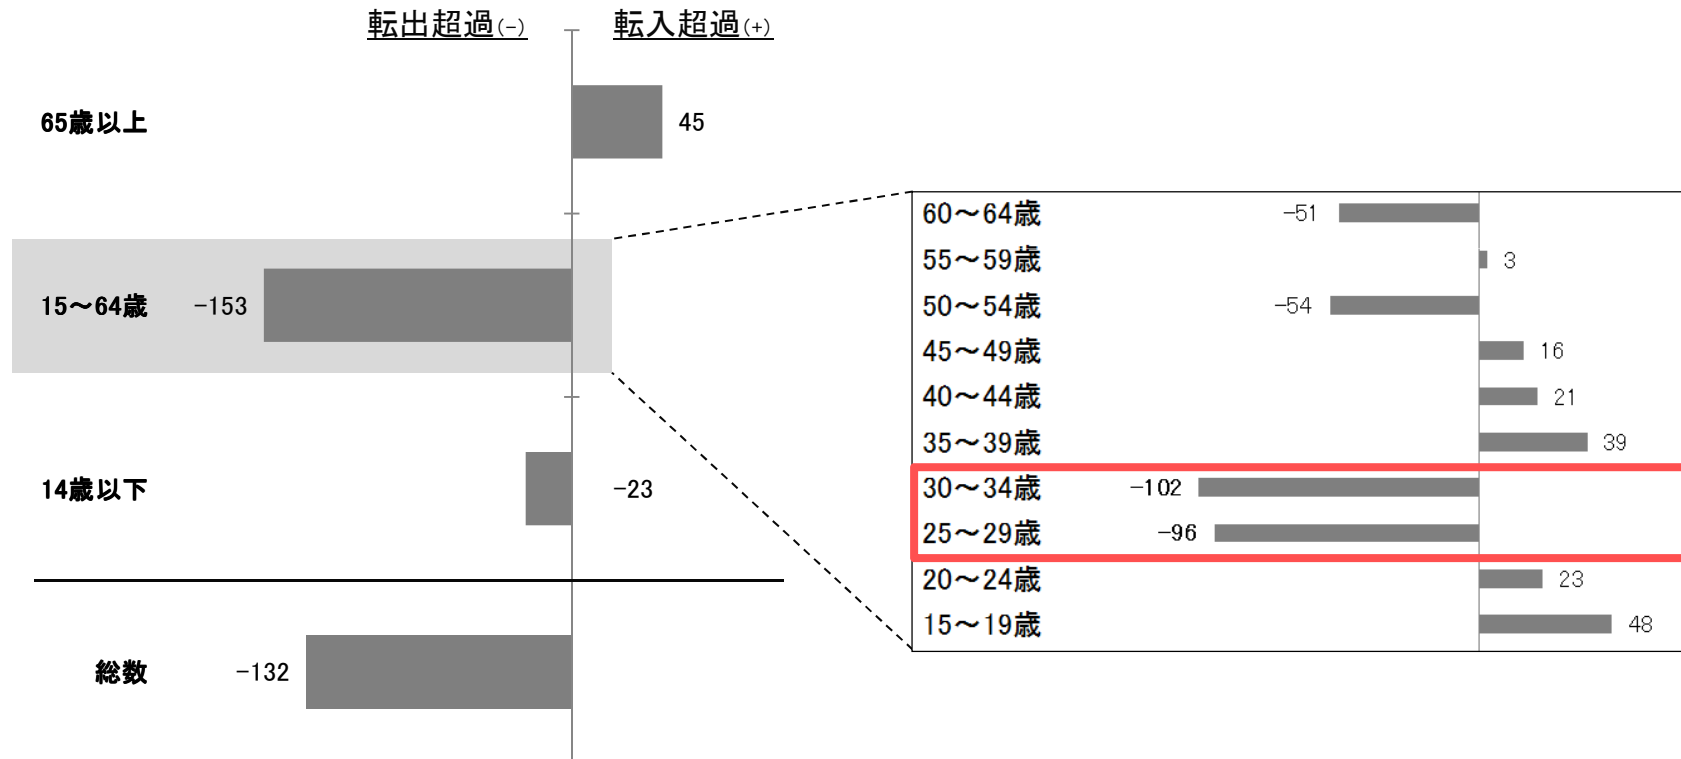 転出超過(-) 転入超過(+)
65歳以上 45
15~64歳 -153
14歳以下 -23
総数 -132
60~64歳 -51
55~59歳 3
50~54歳 -54
45~49歳 16
40~44歳 21
35~39歳 39
30~34歳 -102
25~29歳 -96
20~24歳 23
15~19歳 48